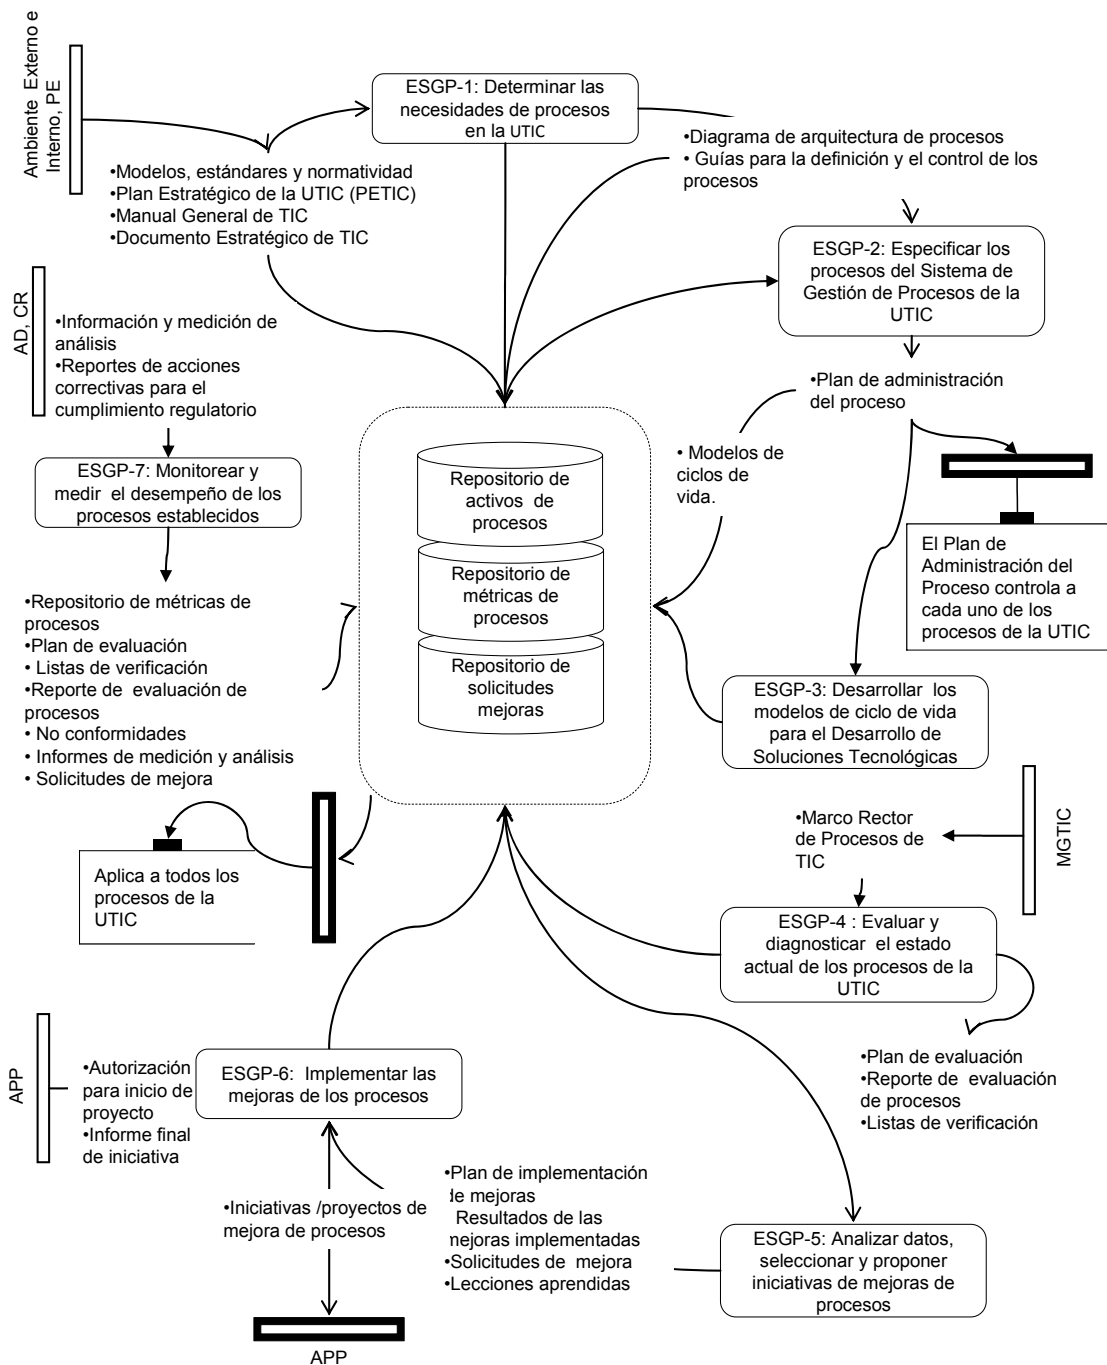 Ambiente Externo e
Interno, PE
ESGP-1: Determinar las
necesidades de procesos
en la UTIC
•Diagrama de arquitectura de procesos
• Guías para la definición y el control de los
procesos
•Modelos, estándares y normatividad
•Plan Estratégico de la UTIC (PETIC)
•Manual General de TIC
•Documento Estratégico de TIC
ESGP-2: Especificar los
procesos del Sistema de
Gestión de Procesos de la
UTIC
AD, CR
•Información y medición de
análisis
•Reportes de acciones
correctivas para el
cumplimiento regulatorio
•Plan de administración
del proceso
• Modelos de
ciclos de
vida.
ESGP-7: Monitorear y
medir el desempeño de los
procesos establecidos
Repositorio de
activos de
procesos
Repositorio de
métricas de
procesos
Repositorio de
solicitudes
mejoras
El Plan de
Administración del
Proceso controla a
cada uno de los
procesos de la UTIC
•Repositorio de métricas de
procesos
•Plan de evaluación
• Listas de verificación
•Reporte de evaluación de
procesos
• No conformidades
• Informes de medición y análisis
• Solicitudes de mejora
ESGP-3: Desarrollar los
modelos de ciclo de vida
para el Desarrollo de
Soluciones Tecnológicas
•Marco Rector
de Procesos de
TIC
MGTIC
Aplica a todos los
procesos de la
UTIC
ESGP-4 : Evaluar y
diagnosticar el estado
actual de los procesos de la
UTIC
•Plan de evaluación
•Reporte de evaluación
de procesos
•Listas de verificación
APP
•Autorización
para inicio de
proyecto
•Informe final
de iniciativa
ESGP-6: Implementar las
mejoras de los procesos
•Iniciativas /proyectos de
mejora de procesos
•Plan de implementación
de mejoras
Resultados de las
mejoras implementadas
•Solicitudes de mejora
•Lecciones aprendidas
ESGP-5: Analizar datos,
seleccionar y proponer
iniciativas de mejoras de
procesos
APP